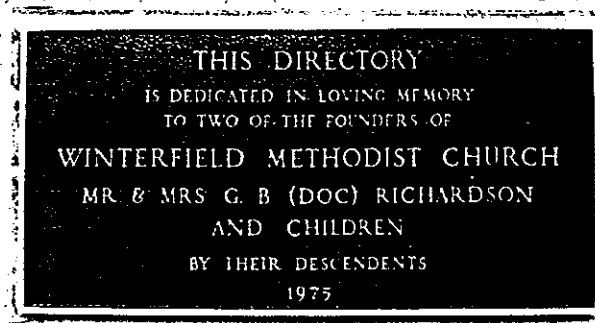 THIS DIRECTORY
IS DEDICATED IN LOVING MEMORY
TO TWO OF THE FOUNDERS OF
WINTERFIELD METHODIST CHURCH
MR & MRS G. B (DOC) RICHARDSON
AND CHILDREN
BY THEIR DESCENDENTS
1975